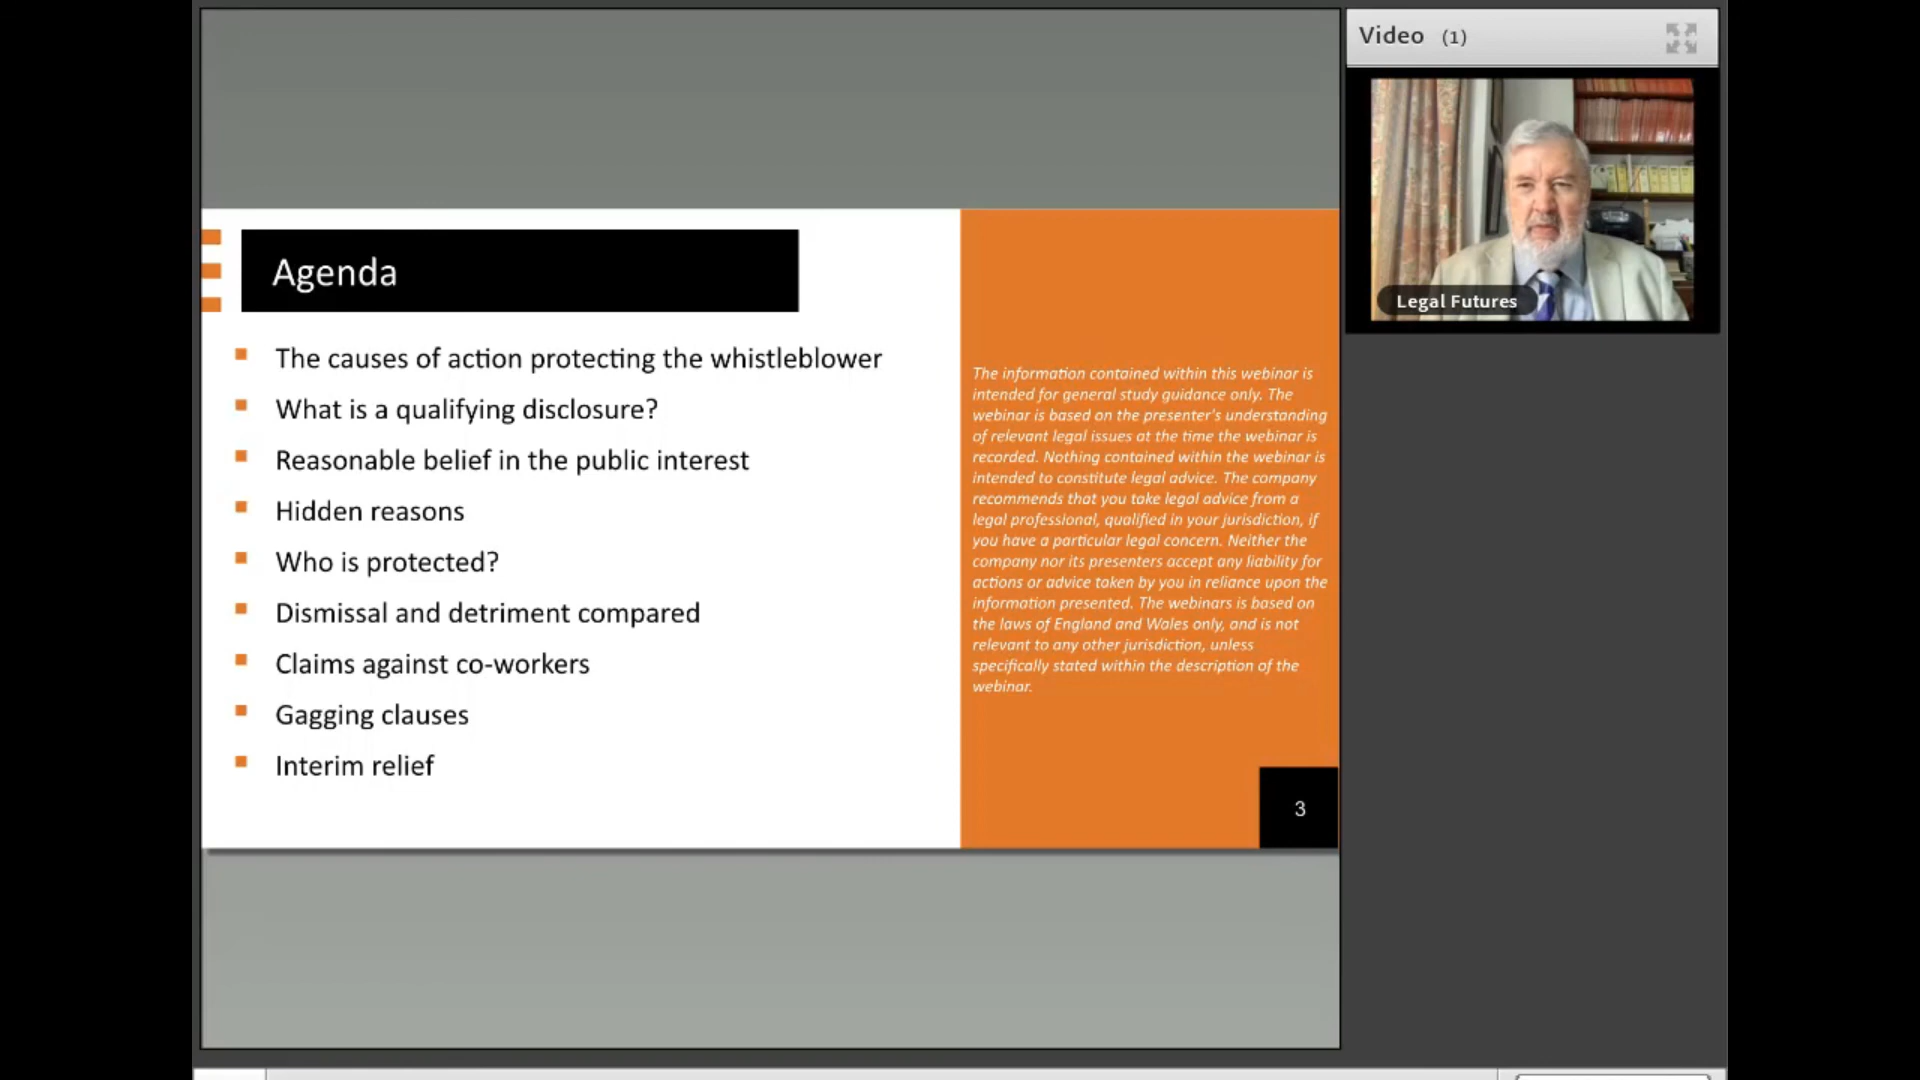 Agenda
The causes of action protecting the whistleblower
What is a qualifying disclosure?
Reasonable belief in the public interest
Hidden reasons
Who is protected?
Dismissal and detriment compared
Claims against co-workers
Gagging clauses
Interim relief
The information contained within this webinar is
intended for general study guidance only. The
webinar is based on the presenter's understanding
of relevant legal issues at the time the webinar is
recorded. Nothing contained within the webinar is
intended to constitute legal advice. The company
recommends that you take legal advice from a
legal professional, qualified in your jurisdiction, if
you have a particular legal concern. Neither the
company nor its presenters accept any liability for
actions or advice taken by you in reliance upon the
information presented. The webinars is based on
the laws of England and Wales only, and is not
relevant to any other jurisdiction, unless
specifically stated within the description of the
webinar.
3
Video (1)
Legal Futures